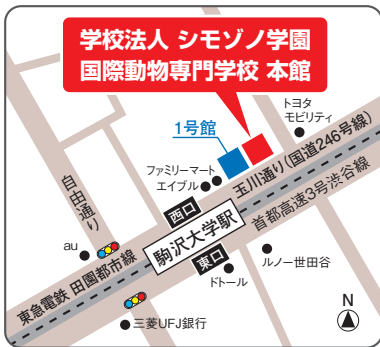 学校法人 シモゾノ学園
国際動物専門学校 本館
トヨタ
モビリティ
1号館
ファミリーマート
エイブル
玉川通り(国道246号線)
首都高速3号渋谷線
自由通り
西口
駒沢大学駅
東口
au
ルノー世田谷
ドトール
東急電鉄 田園都市線
三菱UFJ銀行
N